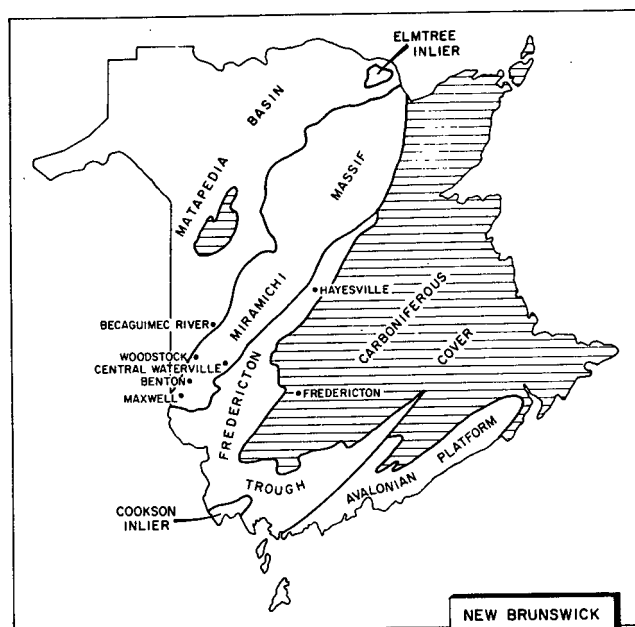 ELMTREE
INLIER
MATAPEDIA BASIN
MIRAMICHI MASSIF
HAYESVILLE
CARBONIFEROUS
COVER
BECAGUIMEC RIVER
WOODSTOCK
CENTRAL WATERVILLE
BENTON
MAXWELL
FREDERICTON
FREDERICTON
TROUGH
AVALONIAN PLATFORM
COOKSON
INLIER
NEW BRUNSWICK